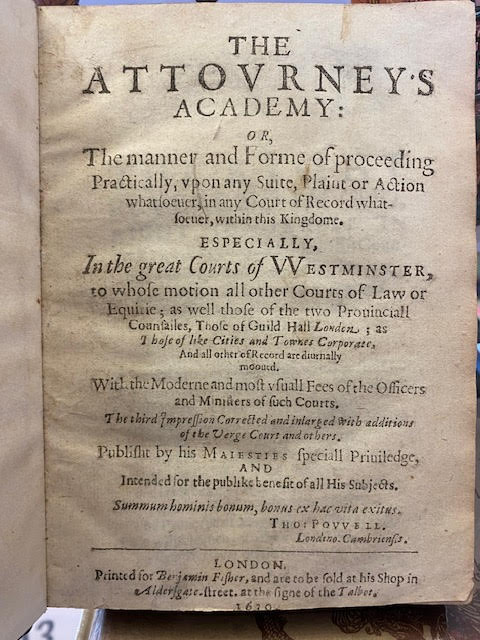 THE
ATTOVRNEY'S
ACADEMY:
OR,
The manner and Forme of proceeding
Practically, vpon any Suite, Plaint or Action
whatsoeuer, in any Court of Record what-
soeuer, within this Kingdome.
ESPECIALLY,
In the great Courts of WESTMINSTER,
to whose motion all other Courts of Law or
Equitie; as well those of the two Prouinciall
Counsailes, Those of Guild Hall London; as
Those of like Cities and Townes Corporate,
And all other of Record are diurnally
mooued.
With the Moderne and most vsuall Fees of the Officers
and Ministers of such Courts.
The third Impression Corrected and inlarged with additions
of the Verge Court and others.
Publisht by his MAIESTIES speciall Priuiledge,
AND
Intended for the publike benefit of all His Subiects.
Summum hominis bonum, bonus ex hac vita exitus.
THO: POVVELL.
Londino-Cambrensis.
LONDON,
Printed for Benjamin Fisher, and are to be sold at his Shop in
Aldersgate-street, at the signe of the Talbot.
1630
3